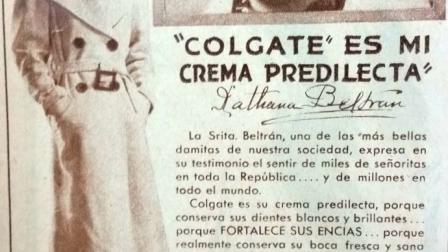 "COLGATE" ES MI
CREMA PREDILECTA"
Kathana Beltrán
La Srita. Beltrán, una de las "más bellas
damitas de nuestra sociedad, expresa en
su testimonio el sentir de miles de señoritas
en toda la República.... y de millones en
todo el mundo.
Colgate es su crema predilecta, porque
conserva sus dientes blancos y brillantes...
porque FORTALECE SUS ENCIAS ... porque
realmente conserva su boca fresca y sana